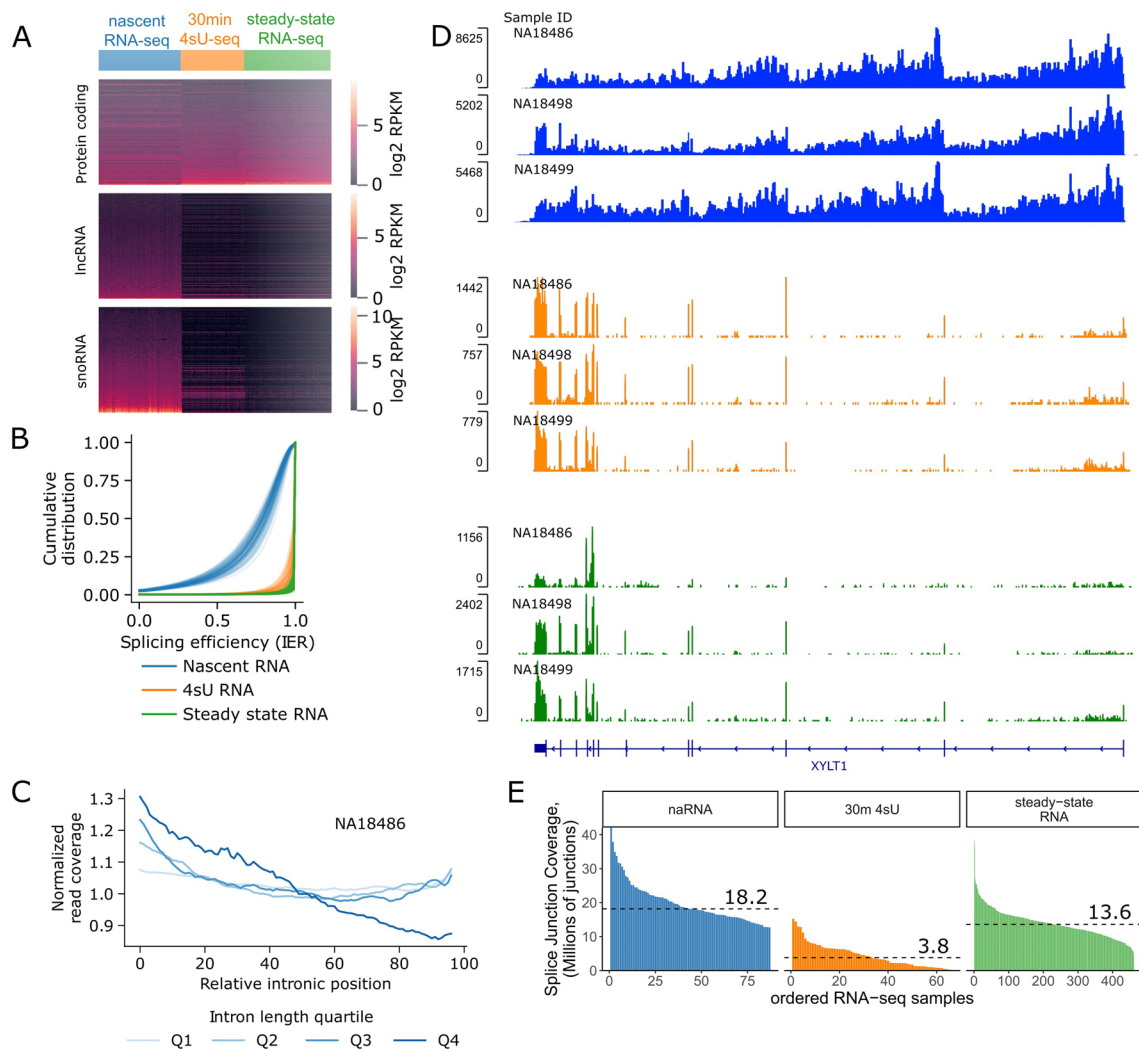 A
nascent
RNA-seq
30min
4sU-seq
steady-state
RNA-seq
Protein coding
5
0
log2 RPKM
lncRNA
5
0
log2 RPKM
snoRNA
10
5
0
log2 RPKM
B
1.00
0.75
0.50
0.25
0.00
Cumulative
distribution
0.0
0.5
1.0
Splicing efficiency (IER)
Nascent RNA
4sU RNA
Steady state RNA
C
1.3
1.2
1.1
1.0
0.9
Normalized
read coverage
NA18486
0
20
40
60
80
100
Relative intronic position
Intron length quartile
Q1
Q2
Q3
Q4
D
Sample ID
NA18486
8625
0
NA18498
5202
0
NA18499
5468
0
NA18486
1442
0
NA18498
757
0
NA18499
779
0
NA18486
1156
0
NA18498
2402
0
NA18499
1715
0
XYLT1
E
naRNA
30m 4sU
steady−state
RNA
Splice Junction Coverage,
(Millions of junctions)
40
30
20
10
0
18.2
3.8
13.6
0
25
50
75
0
20
40
60
0
100
200
300
400
ordered RNA−seq samples